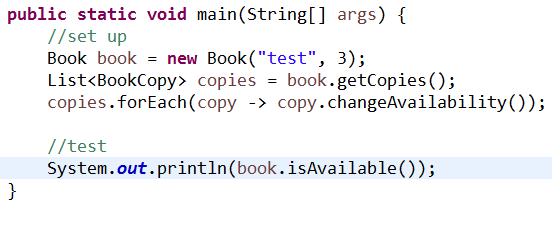 public static void main(String[] args) {
//set up
Book book = new Book("test", 3);
List<BookCopy> copies = book.getCopies();
copies.forEach(copy -> copy.changeAvailability());
//test
System.out.println(book.isAvailable());
}